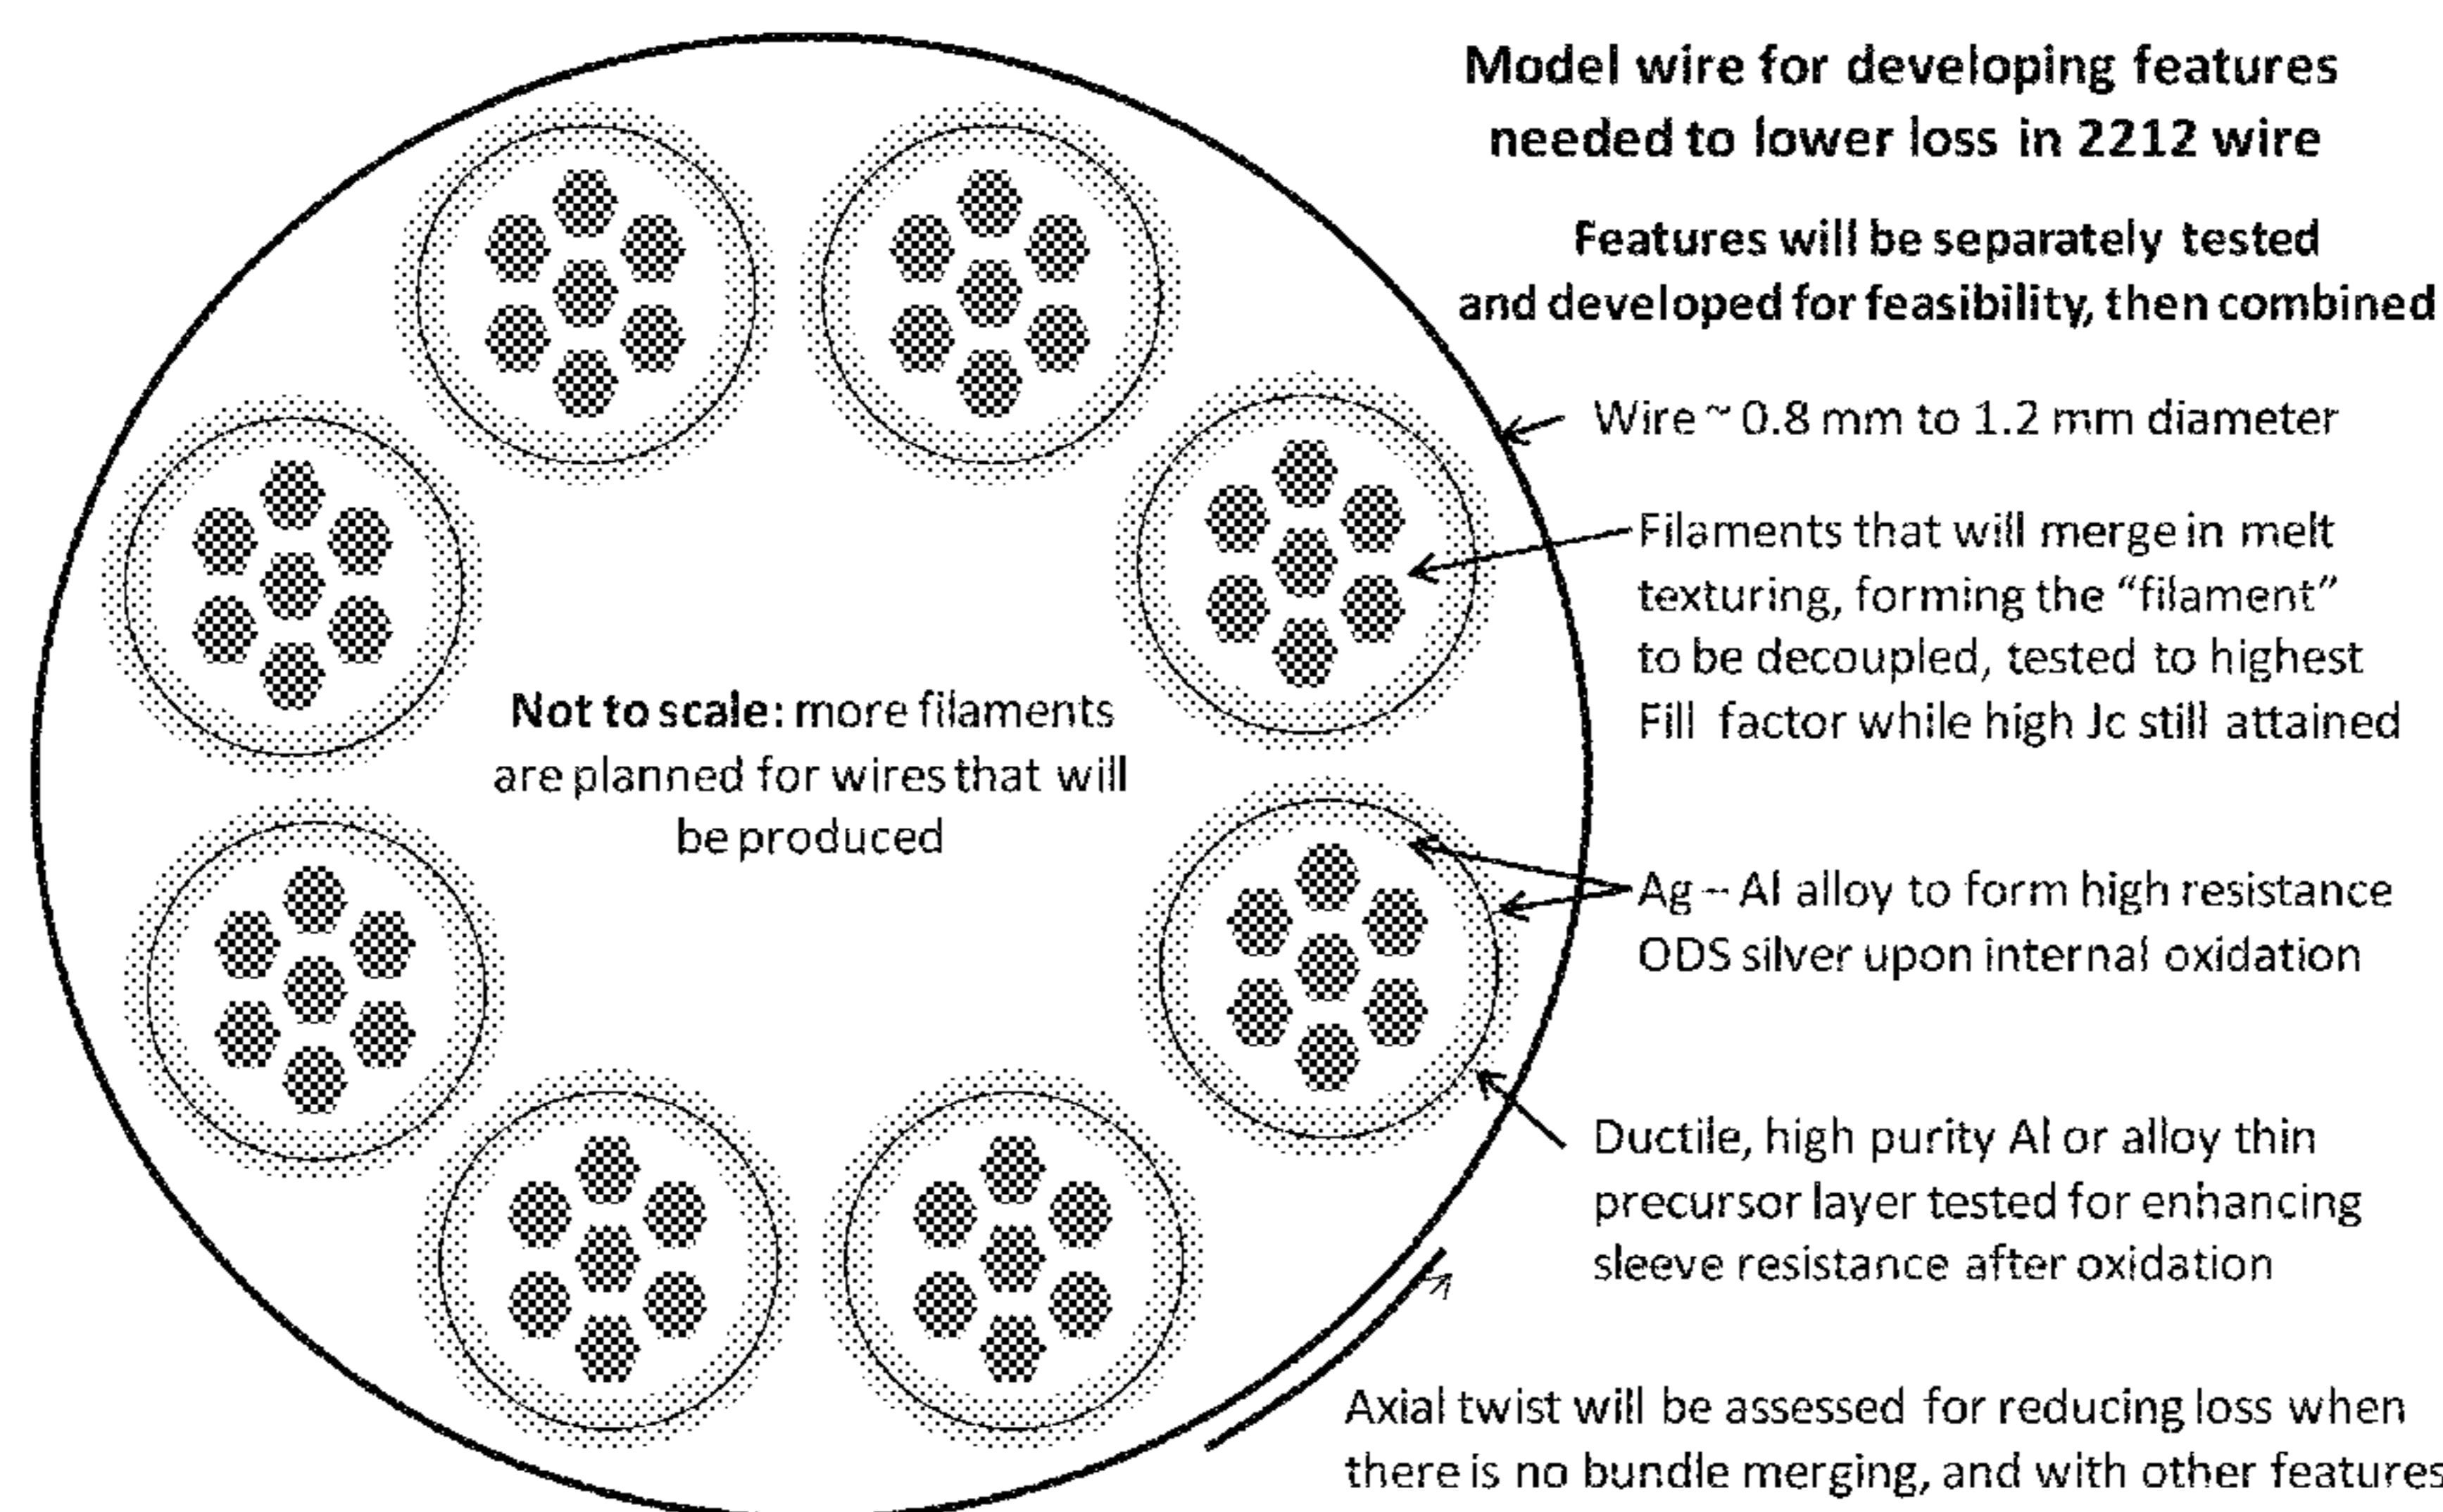 Model wire for developing features
needed to lower loss in 2212 wire
Features will be separately tested
and developed for feasibility, then combined
Wire ~ 0.8 mm to 1.2 mm diameter
Filaments that will merge in melt
texturing, forming the “filament”
to be decoupled, tested to highest
Fill factor while high Jc still attained
Not to scale: more filaments
are planned for wires that will
be produced
Ag -- Al alloy to form high resistance
ODS silver upon internal oxidation
Ductile, high purity Al or alloy thin
precursor layer tested for enhancing
sleeve resistance after oxidation
Axial twist will be assessed for reducing loss when
there is no bundle merging, and with other features